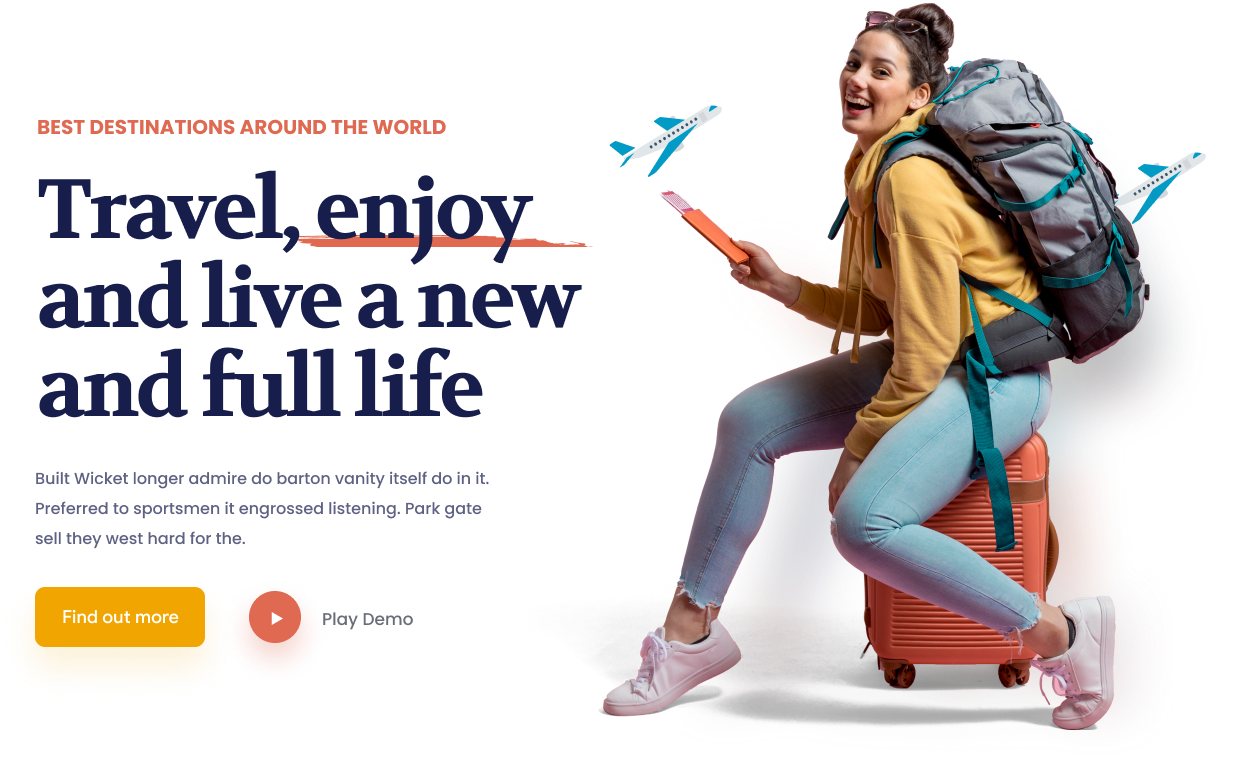 BEST DESTINATIONS AROUND THE WORLD
Travel, enjoy
and live a new
and full life
Built Wicket longer admire do barton vanity itself do in it.
Preferred to sportsmen it engrossed listening. Park gate
sell they west hard for the.
Find out more
Play Demo